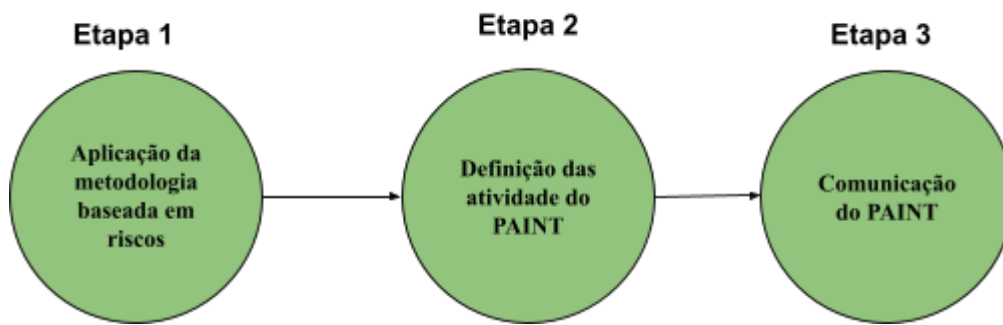 Etapa 1
Aplicação da
metodologia
baseada em
riscos
Etapa 2
Definição das
atividade do
PAINT
Etapa 3
Comunicação
do PAINT